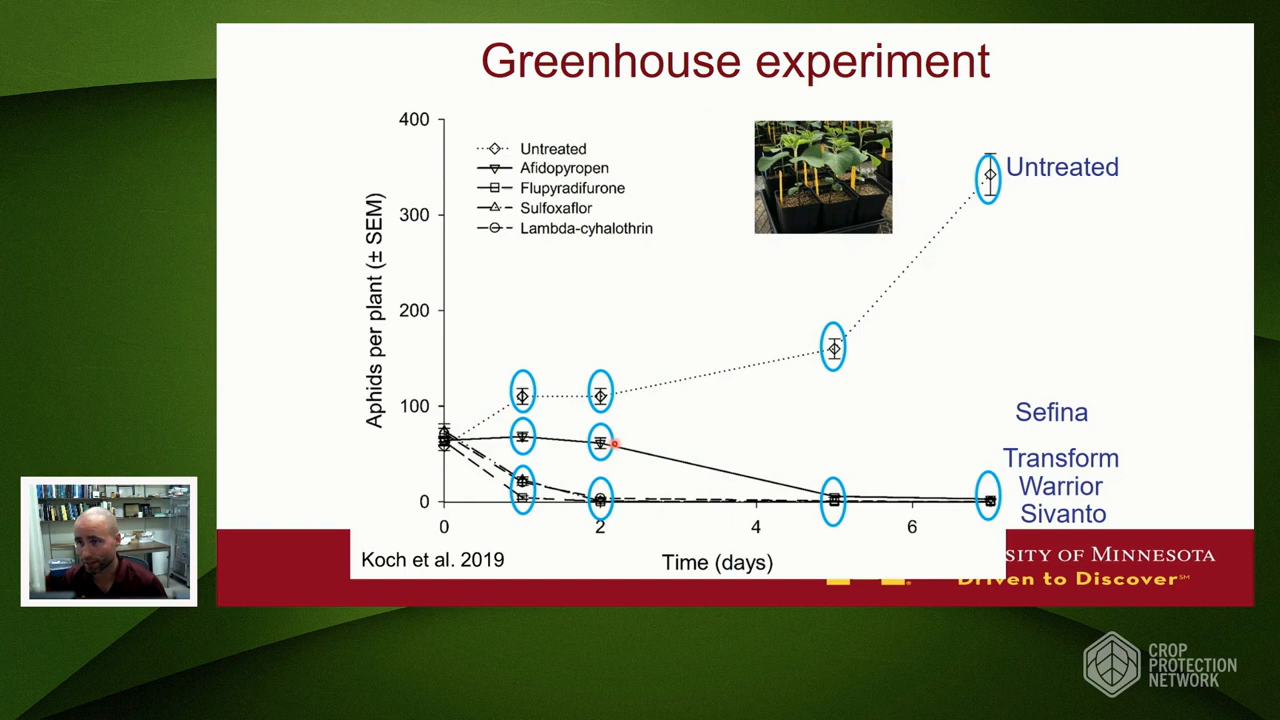 Greenhouse experiment
400
300
200
100
0
Aphids per plant (± SEM)
Untreated
Afidopyropen
Flupyradifurone
Sulfoxaflor
Lambda-cyhalothrin
Untreated
Sefina
Transform
Warrior
Sivanto
0 2 4 6
Time (days)
Koch et al. 2019
SITY OF MINNESOTA
Driven to Discover℠
CROP
PROTECTION
NETWORK